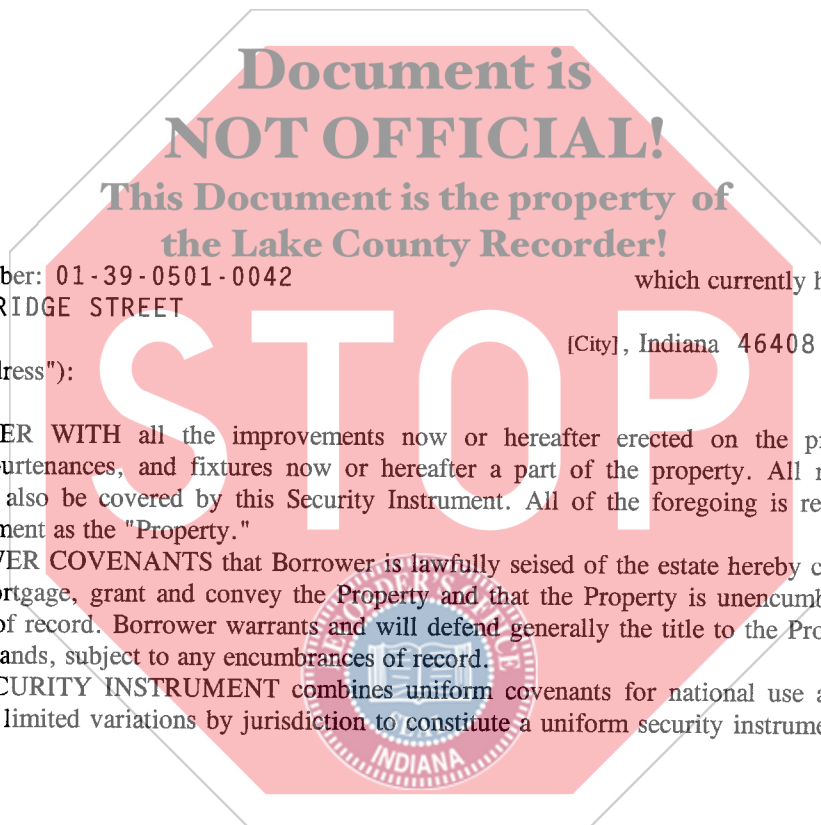 Document is
NOT OFFICIAL!
This Document is the property of
the Lake County Recorder!
ber: 01-39-0501-0042 which currently h
RIDGE STREET
[City], Indiana 46408
dress"):
STOP
ER WITH all the improvements now or hereafter erected on the pr
urtenances, and fixtures now or hereafter a part of the property. All r
also be covered by this Security Instrument. All of the foregoing is re
ment as the "Property."
VER COVENANTS that Borrower is lawfully seised of the estate hereby c
ortgage, grant and convey the Property and that the Property is unencumb
of record. Borrower warrants and will defend generally the title to the Pro
ands, subject to any encumbrances of record.
CURITY INSTRUMENT combines uniform covenants for national use a
limited variations by jurisdiction to constitute a uniform security instrume
RECORDER'S OFFICE
SEAL
INDIANA